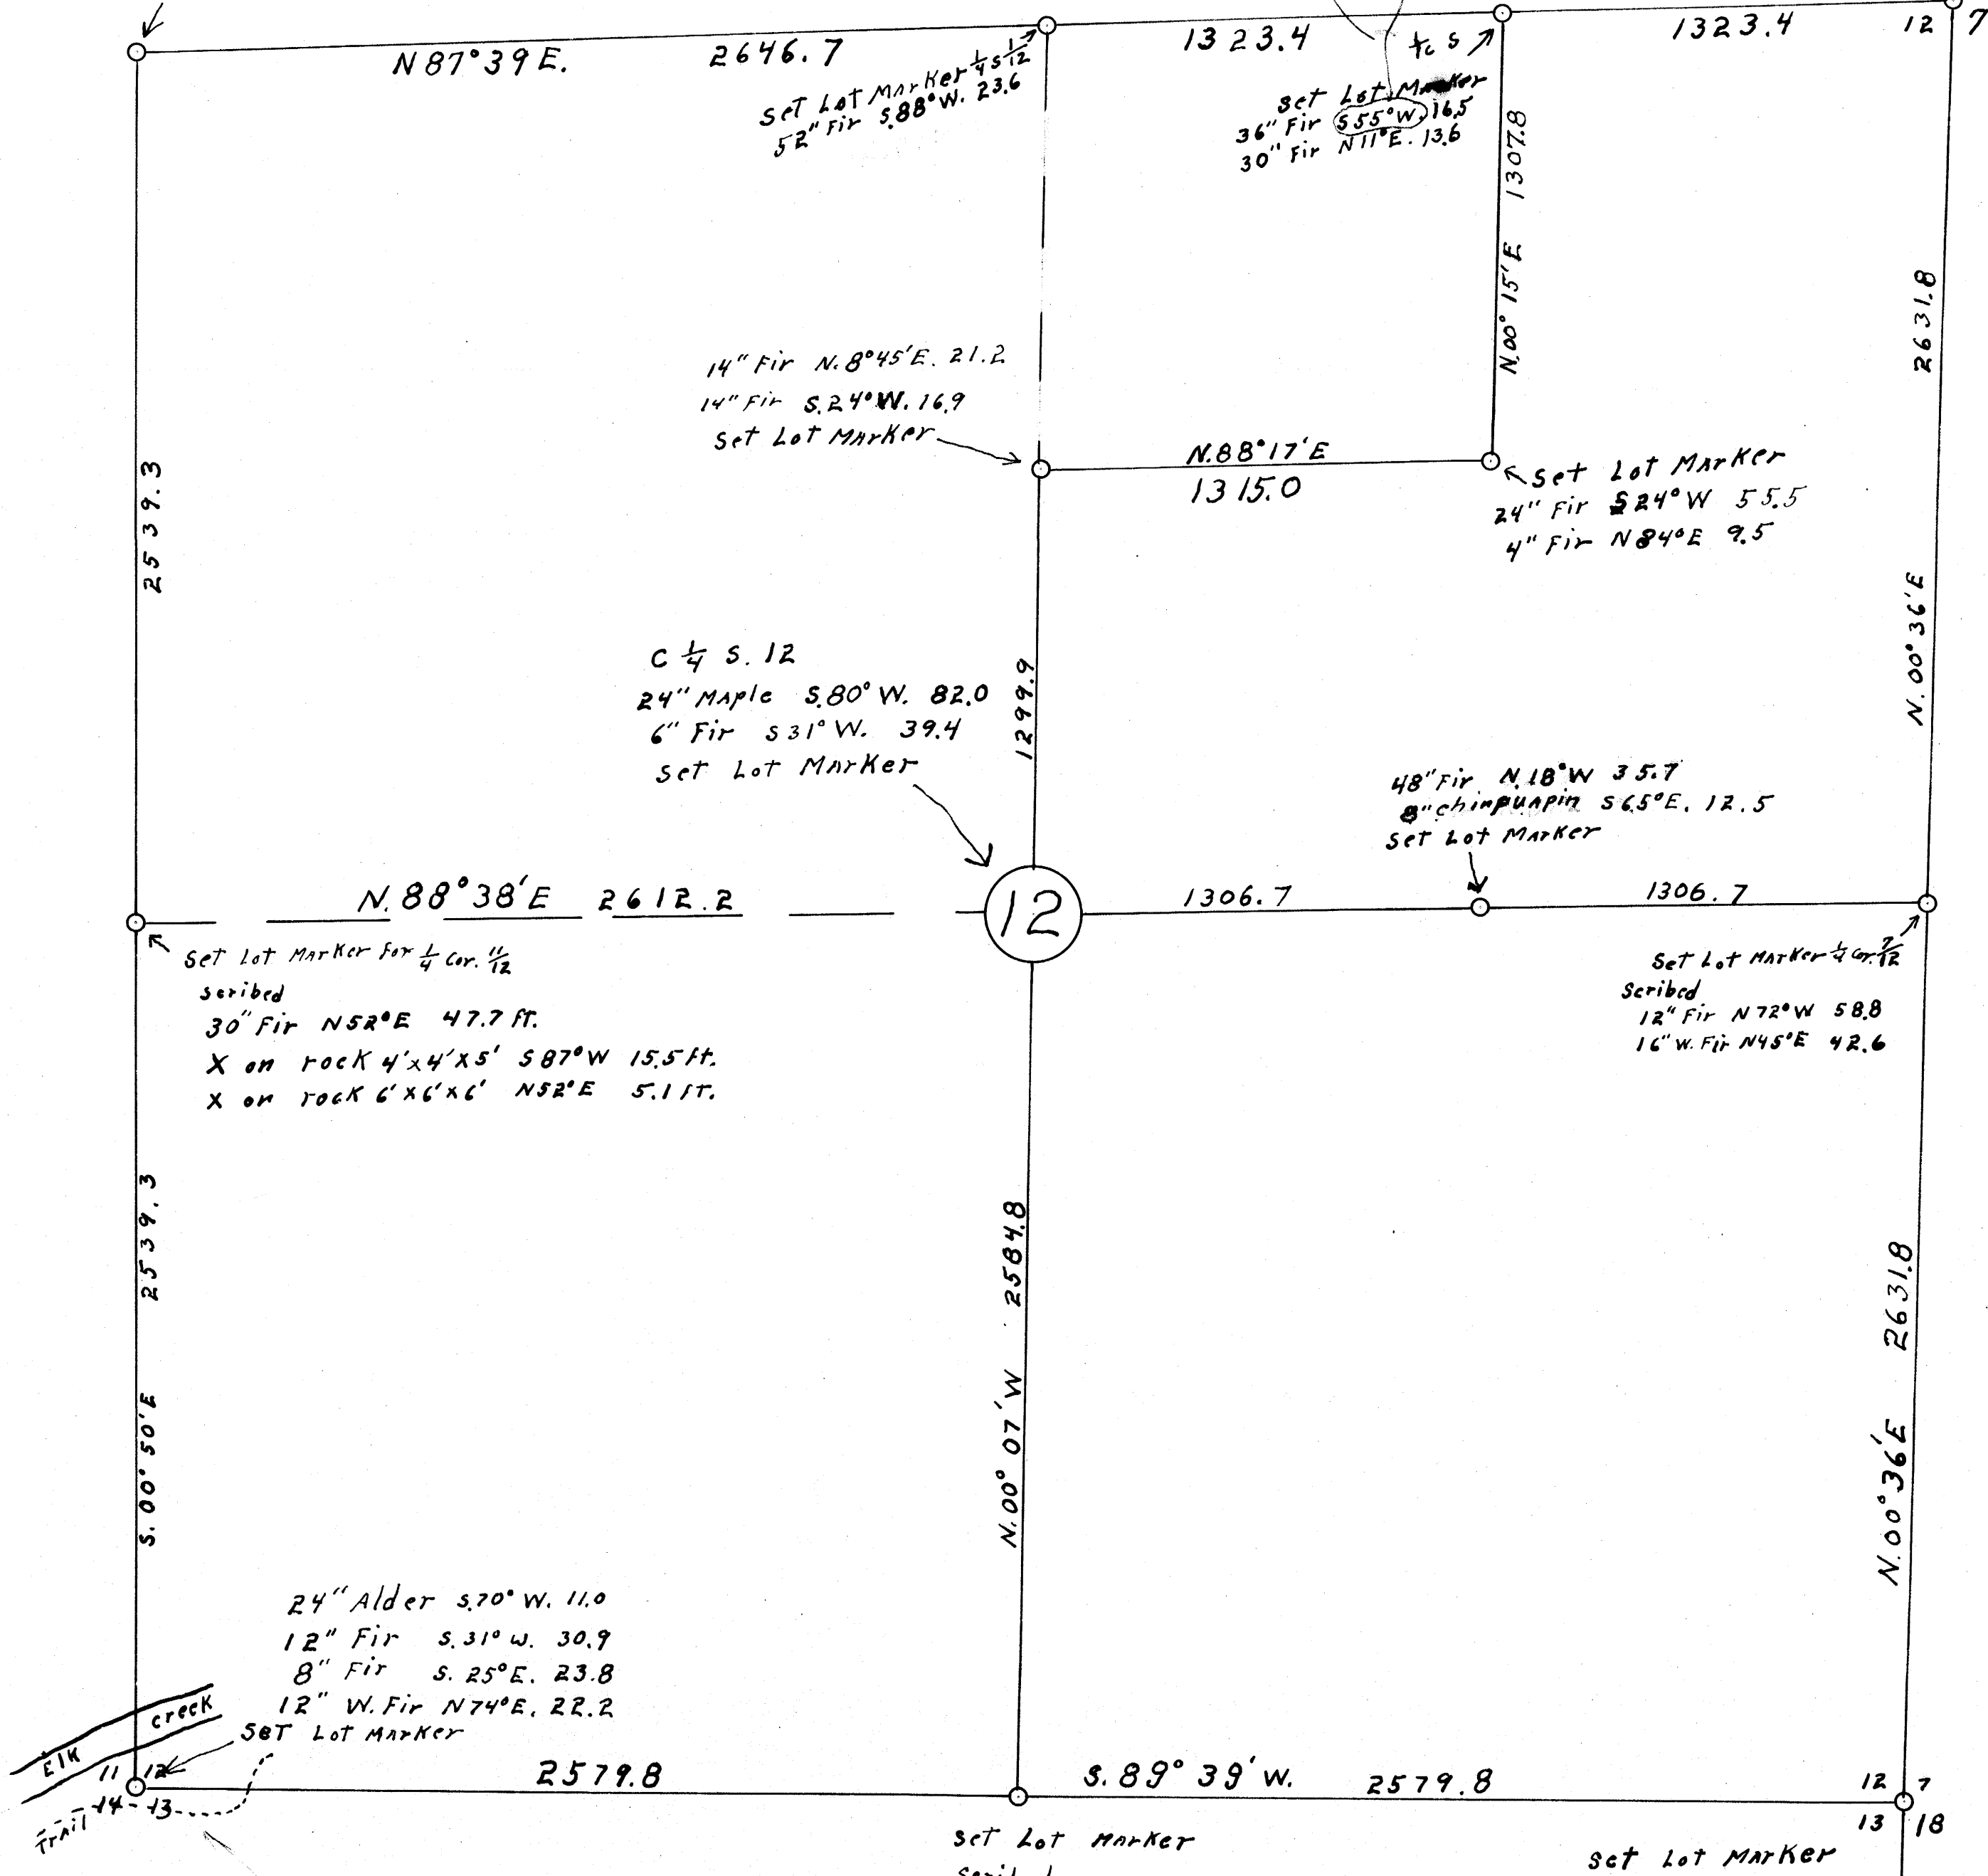 N87°39 E. 2646.7
1323.4
1323.4
12 7
Set Lot Marker 1/4 S 1/12
52" Fir S.88°W. 23.6
Set Lot Marker
36" Fir S55°W. 16.5
30" Fir N11°E. 13.6
N.00°15'E 1307.8
2631.8
N.00°36'E
14" Fir N.8°45'E. 21.2
14" Fir S.24°W. 16.9
Set Lot Marker
N.88°17'E
1315.0
Set Lot Marker
24" Fir S24°W 55.5
4" Fir N84°E 9.5
2539.3
C 1/4 S. 12
24" Maple S.80°W. 82.0
6" Fir S31°W. 39.4
Set Lot Marker
1299.9
48" Fir N.18°W 35.7
8" Chinquapin S65°E. 12.5
Set Lot Marker
N.88°38'E 2612.2
12
1306.7
1306.7
Set Lot Marker for 1/4 Cor. 11/12
Scribed
30" Fir N52°E 47.7 ft.
X on rock 4'x4'x5' S87°W 15.5 ft.
X on rock 6'x6'x6' N52°E 5.1 ft.
Set Lot Marker 1/4 Cor. 7/12
Scribed
12" Fir N72°W 58.8
16" W. Fir N45°E 42.6
S.00°50'E 2539.3
N.00°07'W 2584.8
N.00°36'E 2631.8
24" Alder S.70°W. 11.0
12" Fir S.31°W. 30.9
8" Fir S.25°E. 23.8
12" W. Fir N74°E. 22.2
Set Lot Marker
Elk Creek
11 12
14 13
Trail
2579.8
S.89°39'W. 2579.8
12 7
13 18
Set Lot Marker
Set Lot Marker